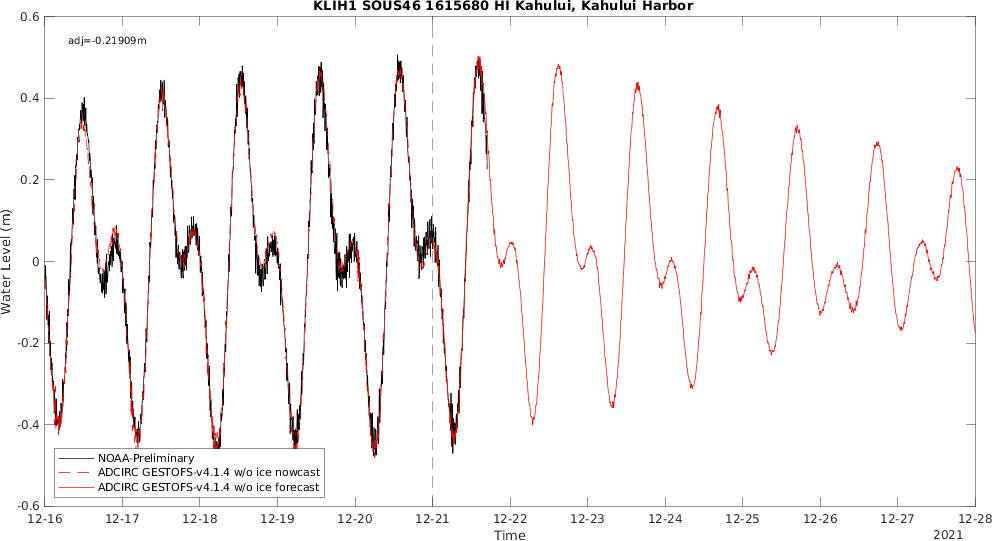 KLIH1 SOUS46 1615680 HI Kahului, Kahului Harbor
adj=-0.21909m
Water Level (m)
0.6
0.4
0.2
0
-0.2
-0.4
-0.6
NOAA-Preliminary
ADCIRC GESTOFS-v4.1.4 w/o ice nowcast
ADCIRC GESTOFS-v4.1.4 w/o ice forecast
12-16 12-17 12-18 12-19 12-20 12-21 12-22 12-23 12-24 12-25 12-26 12-27 12-28
Time
2021